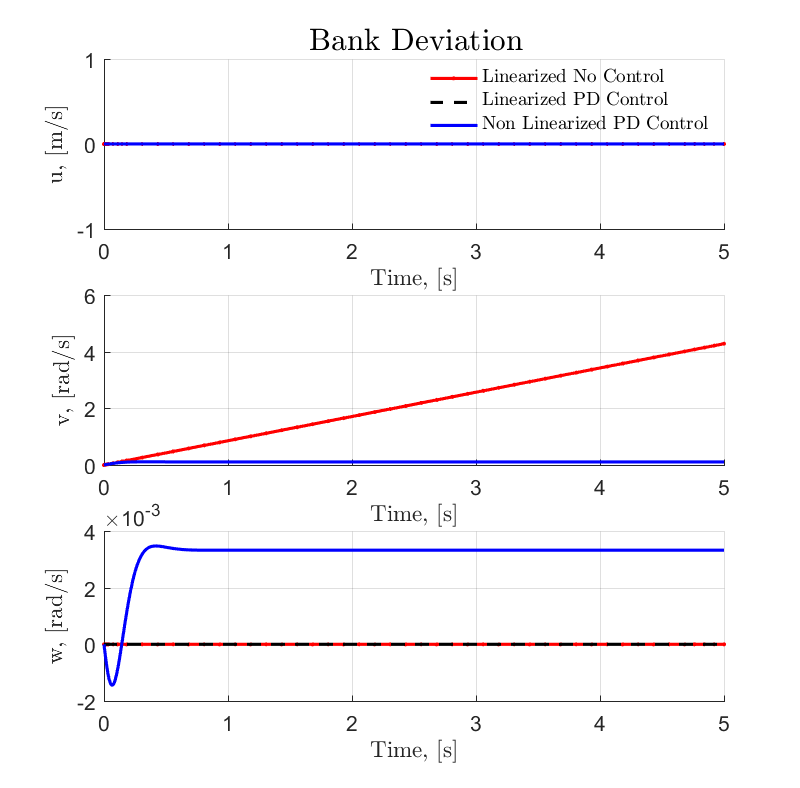 Bank Deviation
1
0
-1
u, [m/s]
Linearized No Control
Linearized PD Control
Non Linearized PD Control
0 1 2 3 4 5
Time, [s]
6
4
2
0
v, [rad/s]
0 1 2 3 4 5
Time, [s]
×10^-3
4
2
0
-2
w, [rad/s]
0 1 2 3 4 5
Time, [s]